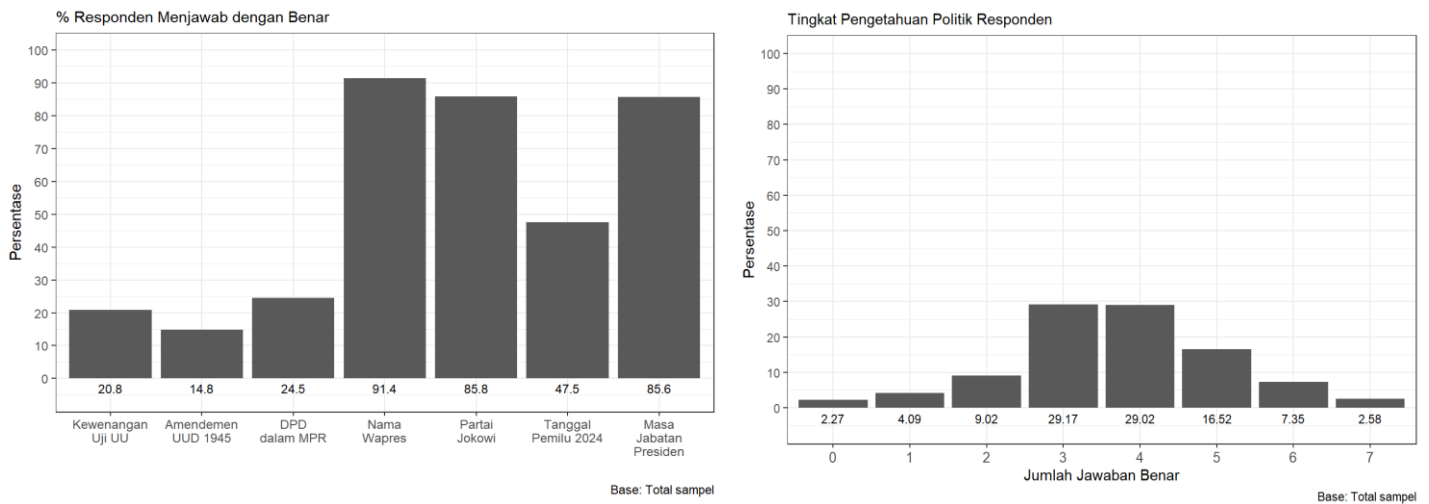 % Responden Menjawab dengan Benar
Persentase
100
90
80
70
60
50
40
30
20
10
0
20.8 14.8 24.5 91.4 85.8 47.5 85.6
Kewenangan Amendemen DPD Nama Partai Tanggal Masa
Uji UU UUD 1945 dalam MPR Wapres Jokowi Pemilu 2024 Jabatan
Presiden
Base: Total sampel
Tingkat Pengetahuan Politik Responden
Persentase
100
90
80
70
60
50
40
30
20
10
0
2.27 4.09 9.02 29.17 29.02 16.52 7.35 2.58
0 1 2 3 4 5 6 7
Jumlah Jawaban Benar
Base: Total sampel